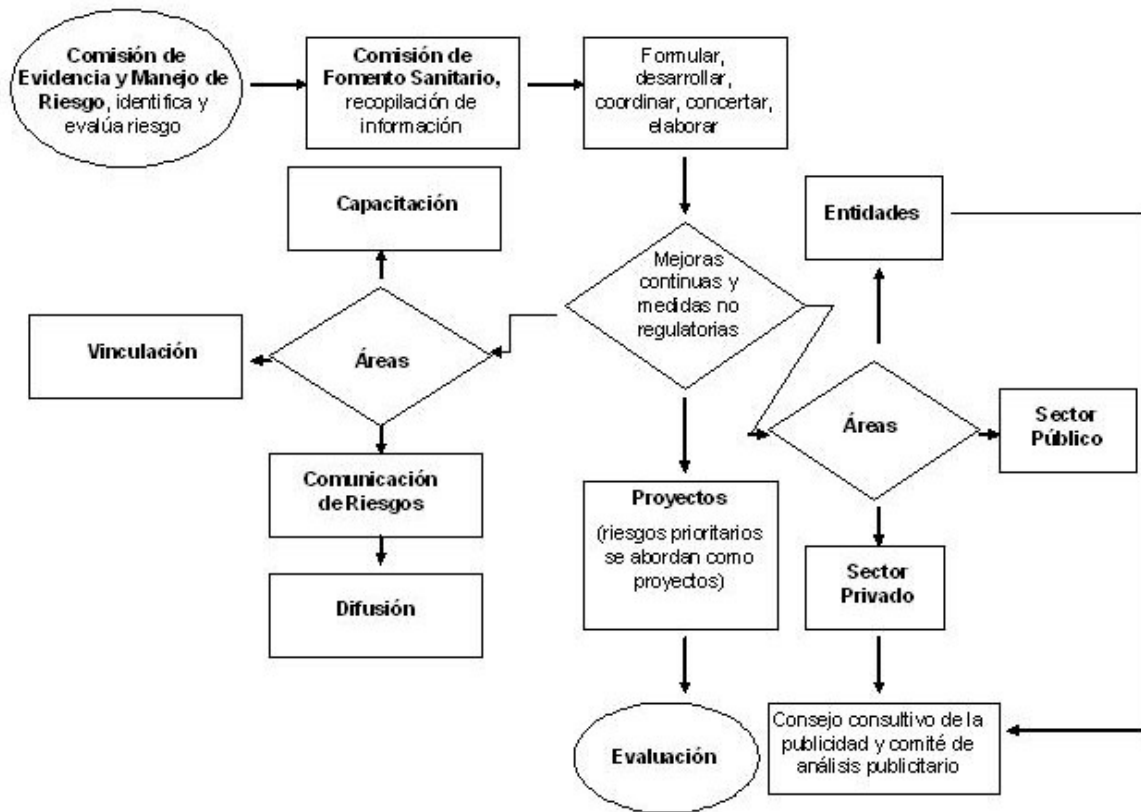 Comisión de
Evidencia y Manejo de
Riesgo, identifica y
evalúa riesgo
Comisión de
Fomento Sanitario,
recopilación de
información
Formular,
desarrollar,
coordinar, concertar,
elaborar
Capacitación
Entidades
Mejoras
continuas y
medidas no
regulatorias
Vinculación
Áreas
Áreas
Sector
Público
Comunicación
de Riesgos
Proyectos
(riesgos prioritarios
se abordan como
proyectos)
Sector
Privado
Difusión
Evaluación
Consejo consultivo de la
publicidad y comité de
análisis publicitario